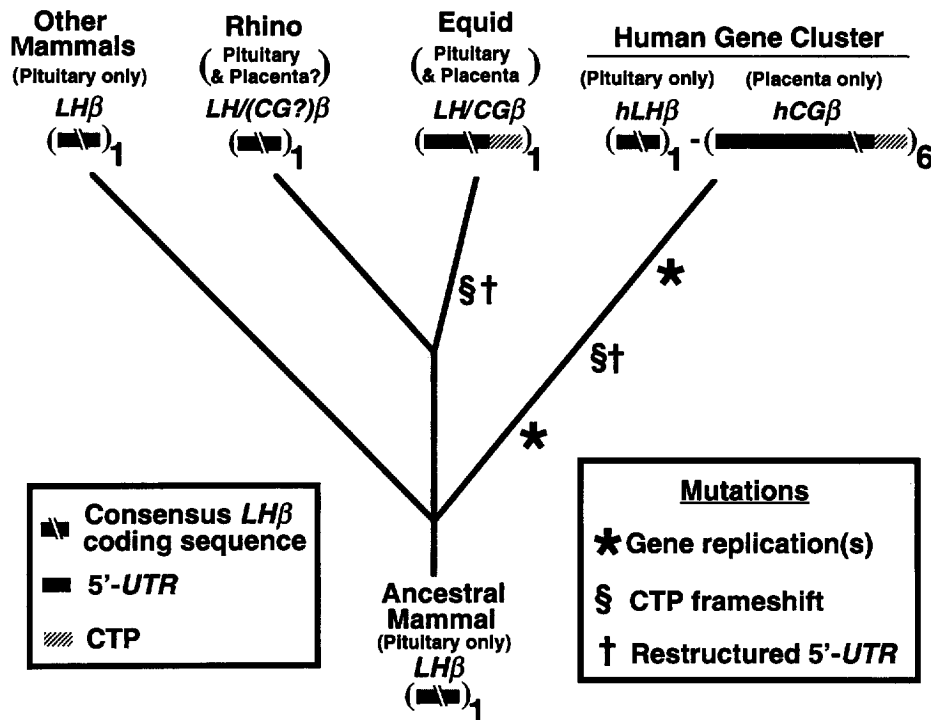 Other
Mammals
(Pituitary only)
LHβ
( )1
Rhino
(Pituitary
& Placenta?)
LH/(CG?)β
( )1
Equid
(Pituitary
& Placenta)
LH/CGβ
( )1
Human Gene Cluster
(Pituitary only) (Placenta only)
hLHβ hCGβ
( )1 - ( )6
*
§†
§†
*
Consensus LHβ
coding sequence
5'-UTR
CTP
Mutations
* Gene replication(s)
§ CTP frameshift
† Restructured 5'-UTR
Ancestral
Mammal
(Pituitary only)
LHβ
( )1